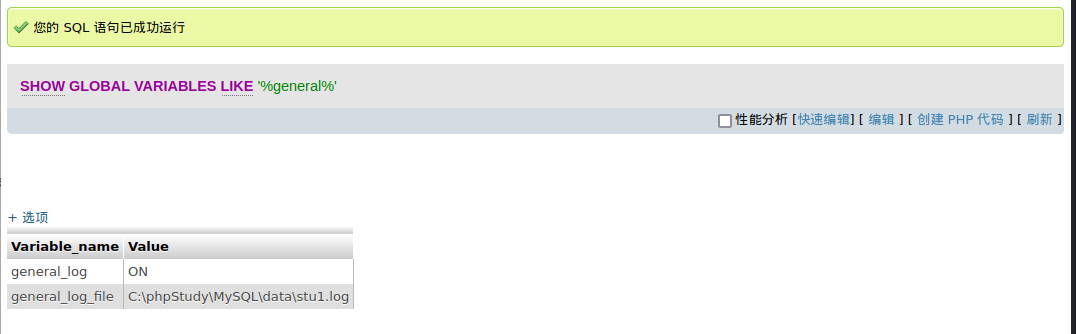 您的 SQL 语句已成功运行
SHOW GLOBAL VARIABLES LIKE '%general%'
性能分析 [快速编辑] [ 编辑 ] [ 创建 PHP 代码 ] [ 刷新 ]
+ 选项
Variable_name Value
general_log ON
general_log_file C:\phpStudy\MySQL\data\stu1.log